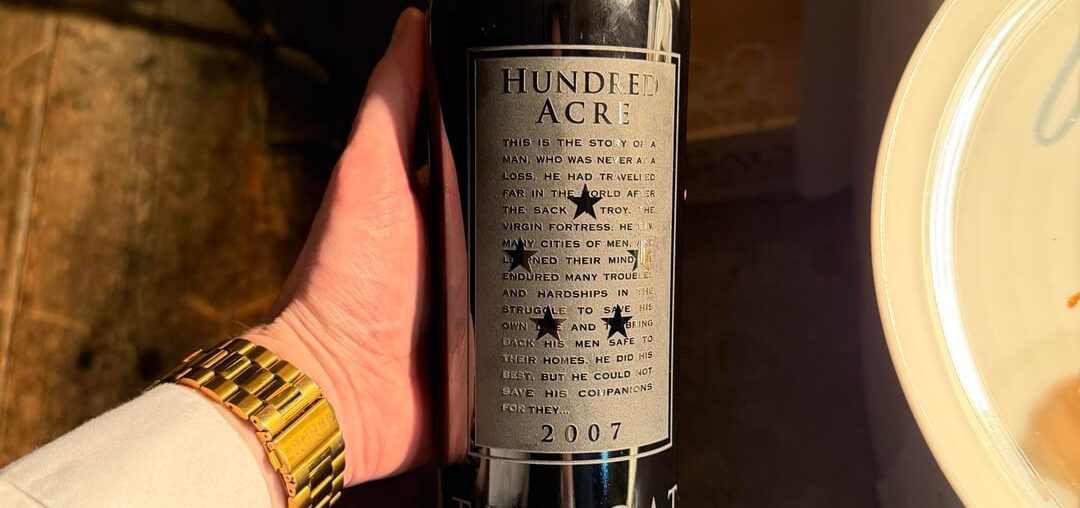 HUNDRED
ACRE
THIS IS THE STORY OF A
MAN, WHO WAS NEVER AT A
LOSS. HE HAD TRAVELLED
FAR IN THE WORLD AFTER
THE SACK TROY, THE
VIRGIN FORTRESS: HE
MANY CITIES OF MEN,
LEARNED THEIR MIND
ENDURED MANY TROUBLES
AND HARDSHIPS IN THE
STRUGGLE TO SAVE HIS
OWN LIFE AND TO BRING
BACK HIS MEN SAFE TO
THEIR HOMES. HE DID HIS
BEST, BUT HE COULD NOT
SAVE HIS COMPANIONS
FOR THEY...
2007